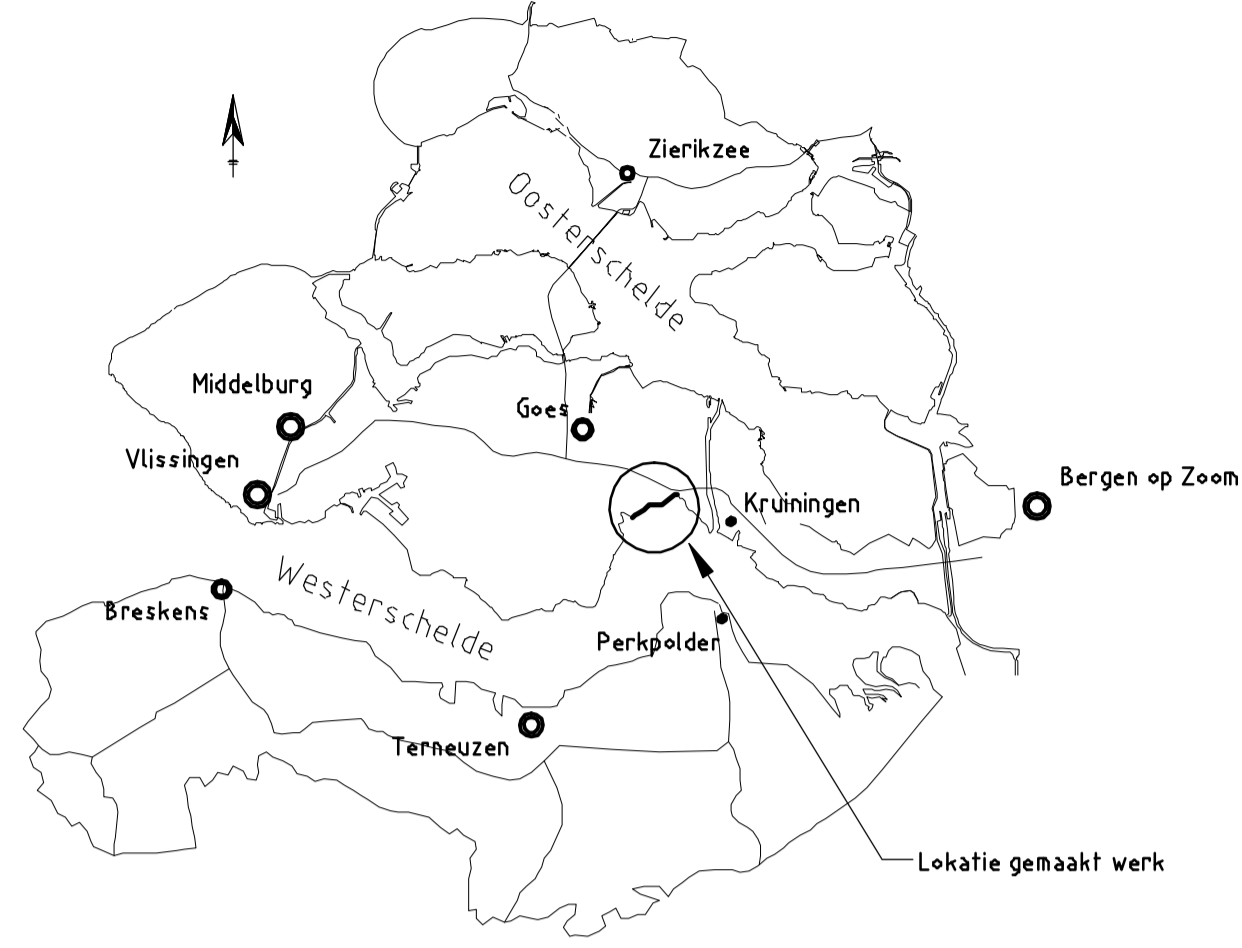 Zierikzee
Oosterschelde
Middelburg
Goes
Vlissingen
Bergen op Zoom
Kruiningen
Westerschelde
Breskens
Perkpolder
Terneuzen
Lokatie gemaakt werk